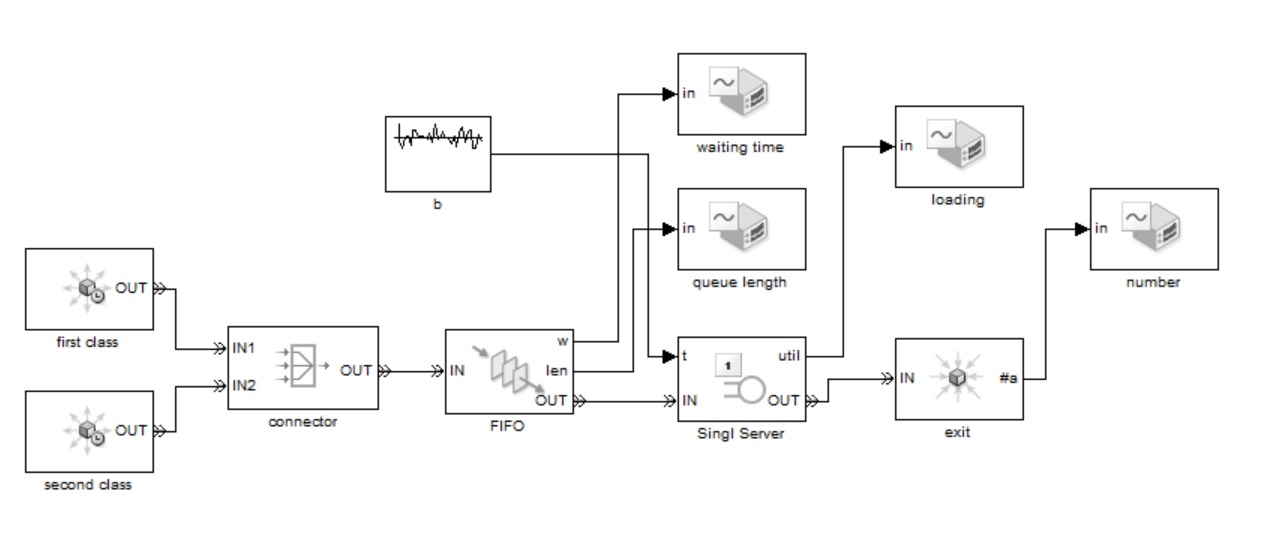 in
waiting time
b
in
loading
in
queue length
in
number
OUT
first class
IN1
IN2
OUT
connector
OUT
second class
IN
w
len
OUT
FIFO
t
util
1
IN
OUT
Singl Server
IN
#a
exit